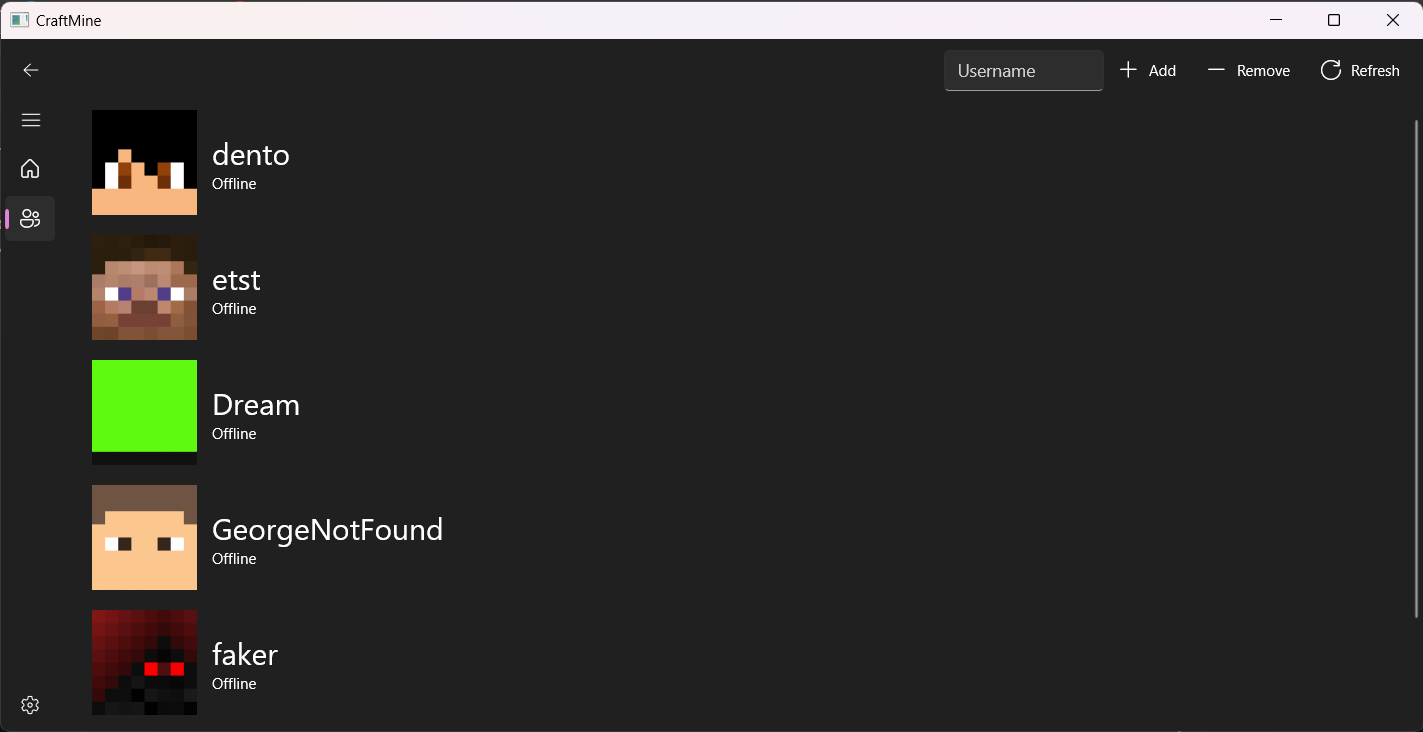 CraftMine
Username
Add
Remove
Refresh
dento
Offline
etst
Offline
Dream
Offline
GeorgeNotFound
Offline
faker
Offline